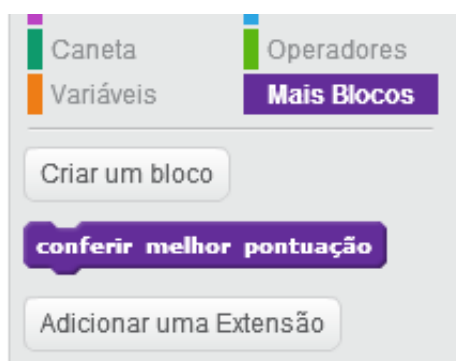 Caneta
Operadores
Variáveis
Mais Blocos
Criar um bloco
conferir melhor pontuação
Adicionar uma Extensão